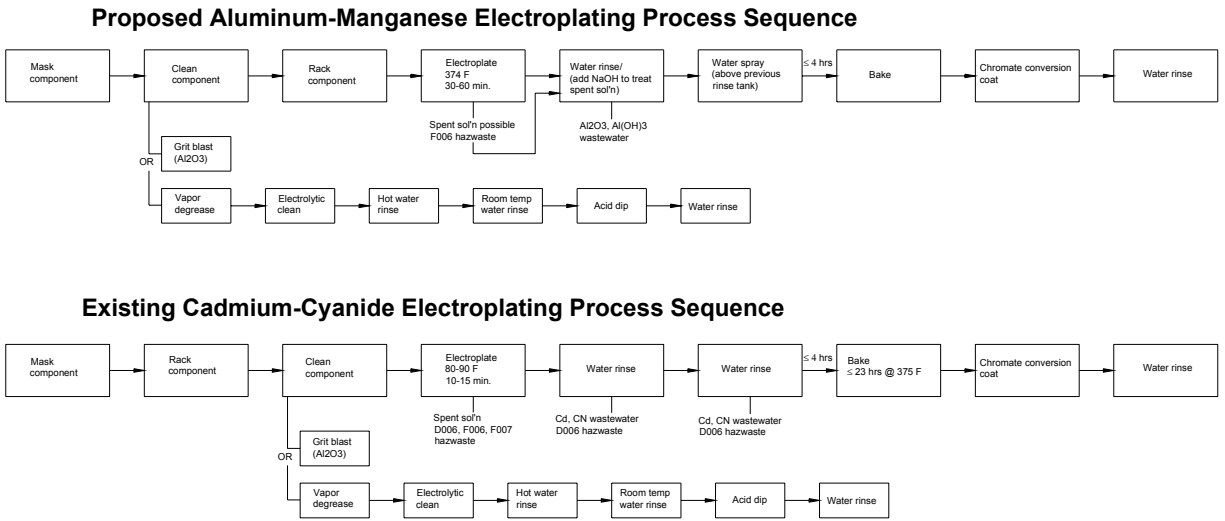 Proposed Aluminum-Manganese Electroplating Process Sequence
Mask
component
Clean
component
Rack
component
Electroplate
374 F
30-60 min.
Water rinse/
(add NaOH to treat
spent sol'n)
Water spray
(above previous
rinse tank)
≤ 4 hrs
Bake
Chromate conversion
coat
Water rinse
Spent sol'n possible
F006 hazwaste
Al2O3, Al(OH)3
wastewater
OR
Grit blast
(Al2O3)
Vapor
degrease
Electrolytic
clean
Hot water
rinse
Room temp
water rinse
Acid dip
Water rinse
Existing Cadmium-Cyanide Electroplating Process Sequence
Mask
component
Rack
component
Clean
component
Electroplate
80-90 F
10-15 min.
Water rinse
Water rinse
≤ 4 hrs
Bake
≤ 23 hrs @ 375 F
Chromate conversion
coat
Water rinse
Spent sol'n
D006, F006, F007
hazwaste
Cd, CN wastewater
D006 hazwaste
Cd, CN wastewater
D006 hazwaste
OR
Grit blast
(Al2O3)
Vapor
degrease
Electrolytic
clean
Hot water
rinse
Room temp
water rinse
Acid dip
Water rinse